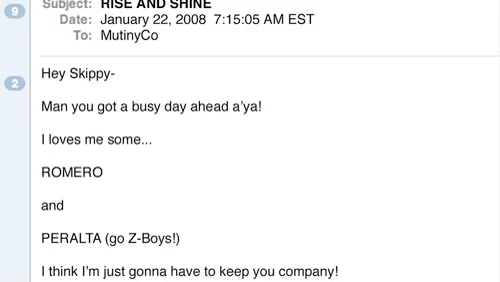 Subject: RISE AND SHINE
9
Date: January 22, 2008 7:15:05 AM EST
To: MutinyCo
Hey Skippy-
2
Man you got a busy day ahead a'ya!
I loves me some...
ROMERO
and
PERALTA (go Z-Boys!)
I think I'm just gonna have to keep you company!